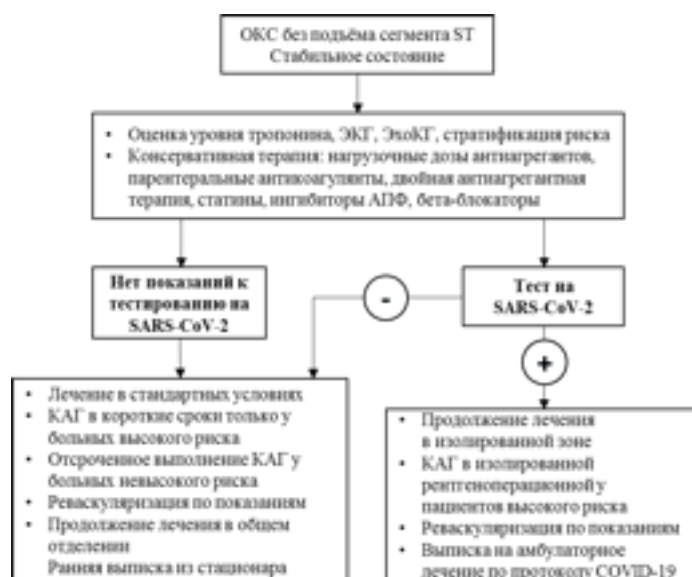 ОКС без подъёма сегмента ST
Стабильное состояние
• Оценка уровня тропонина, ЭКГ, ЭхоКГ, стратификация риска
• Консервативная терапия: нагрузочные дозы антиагрегантов,
парентеральные антикоагулянты, двойная антиагрегантная
терапия, статины, ингибиторы АПФ, бета-блокаторы
Нет показаний к
тестированию на
SARS-CoV-2
-
Тест на
SARS-CoV-2
+
• Лечение в стандартных условиях
• КАГ в короткие сроки только у
больных высокого риска
• Отсроченное выполнение КАГ у
больных невысокого риска
• Реваскуляризация по показаниям
• Продолжение лечения в общем
отделении
Ранняя выписка из стационара
• Продолжение лечения
в изолированной зоне
• КАГ в изолированной
рентгеноперационной у
пациентов высокого риска
• Реваскуляризация по показаниям
• Выписка на амбулаторное
лечение по протоколу COVID-19